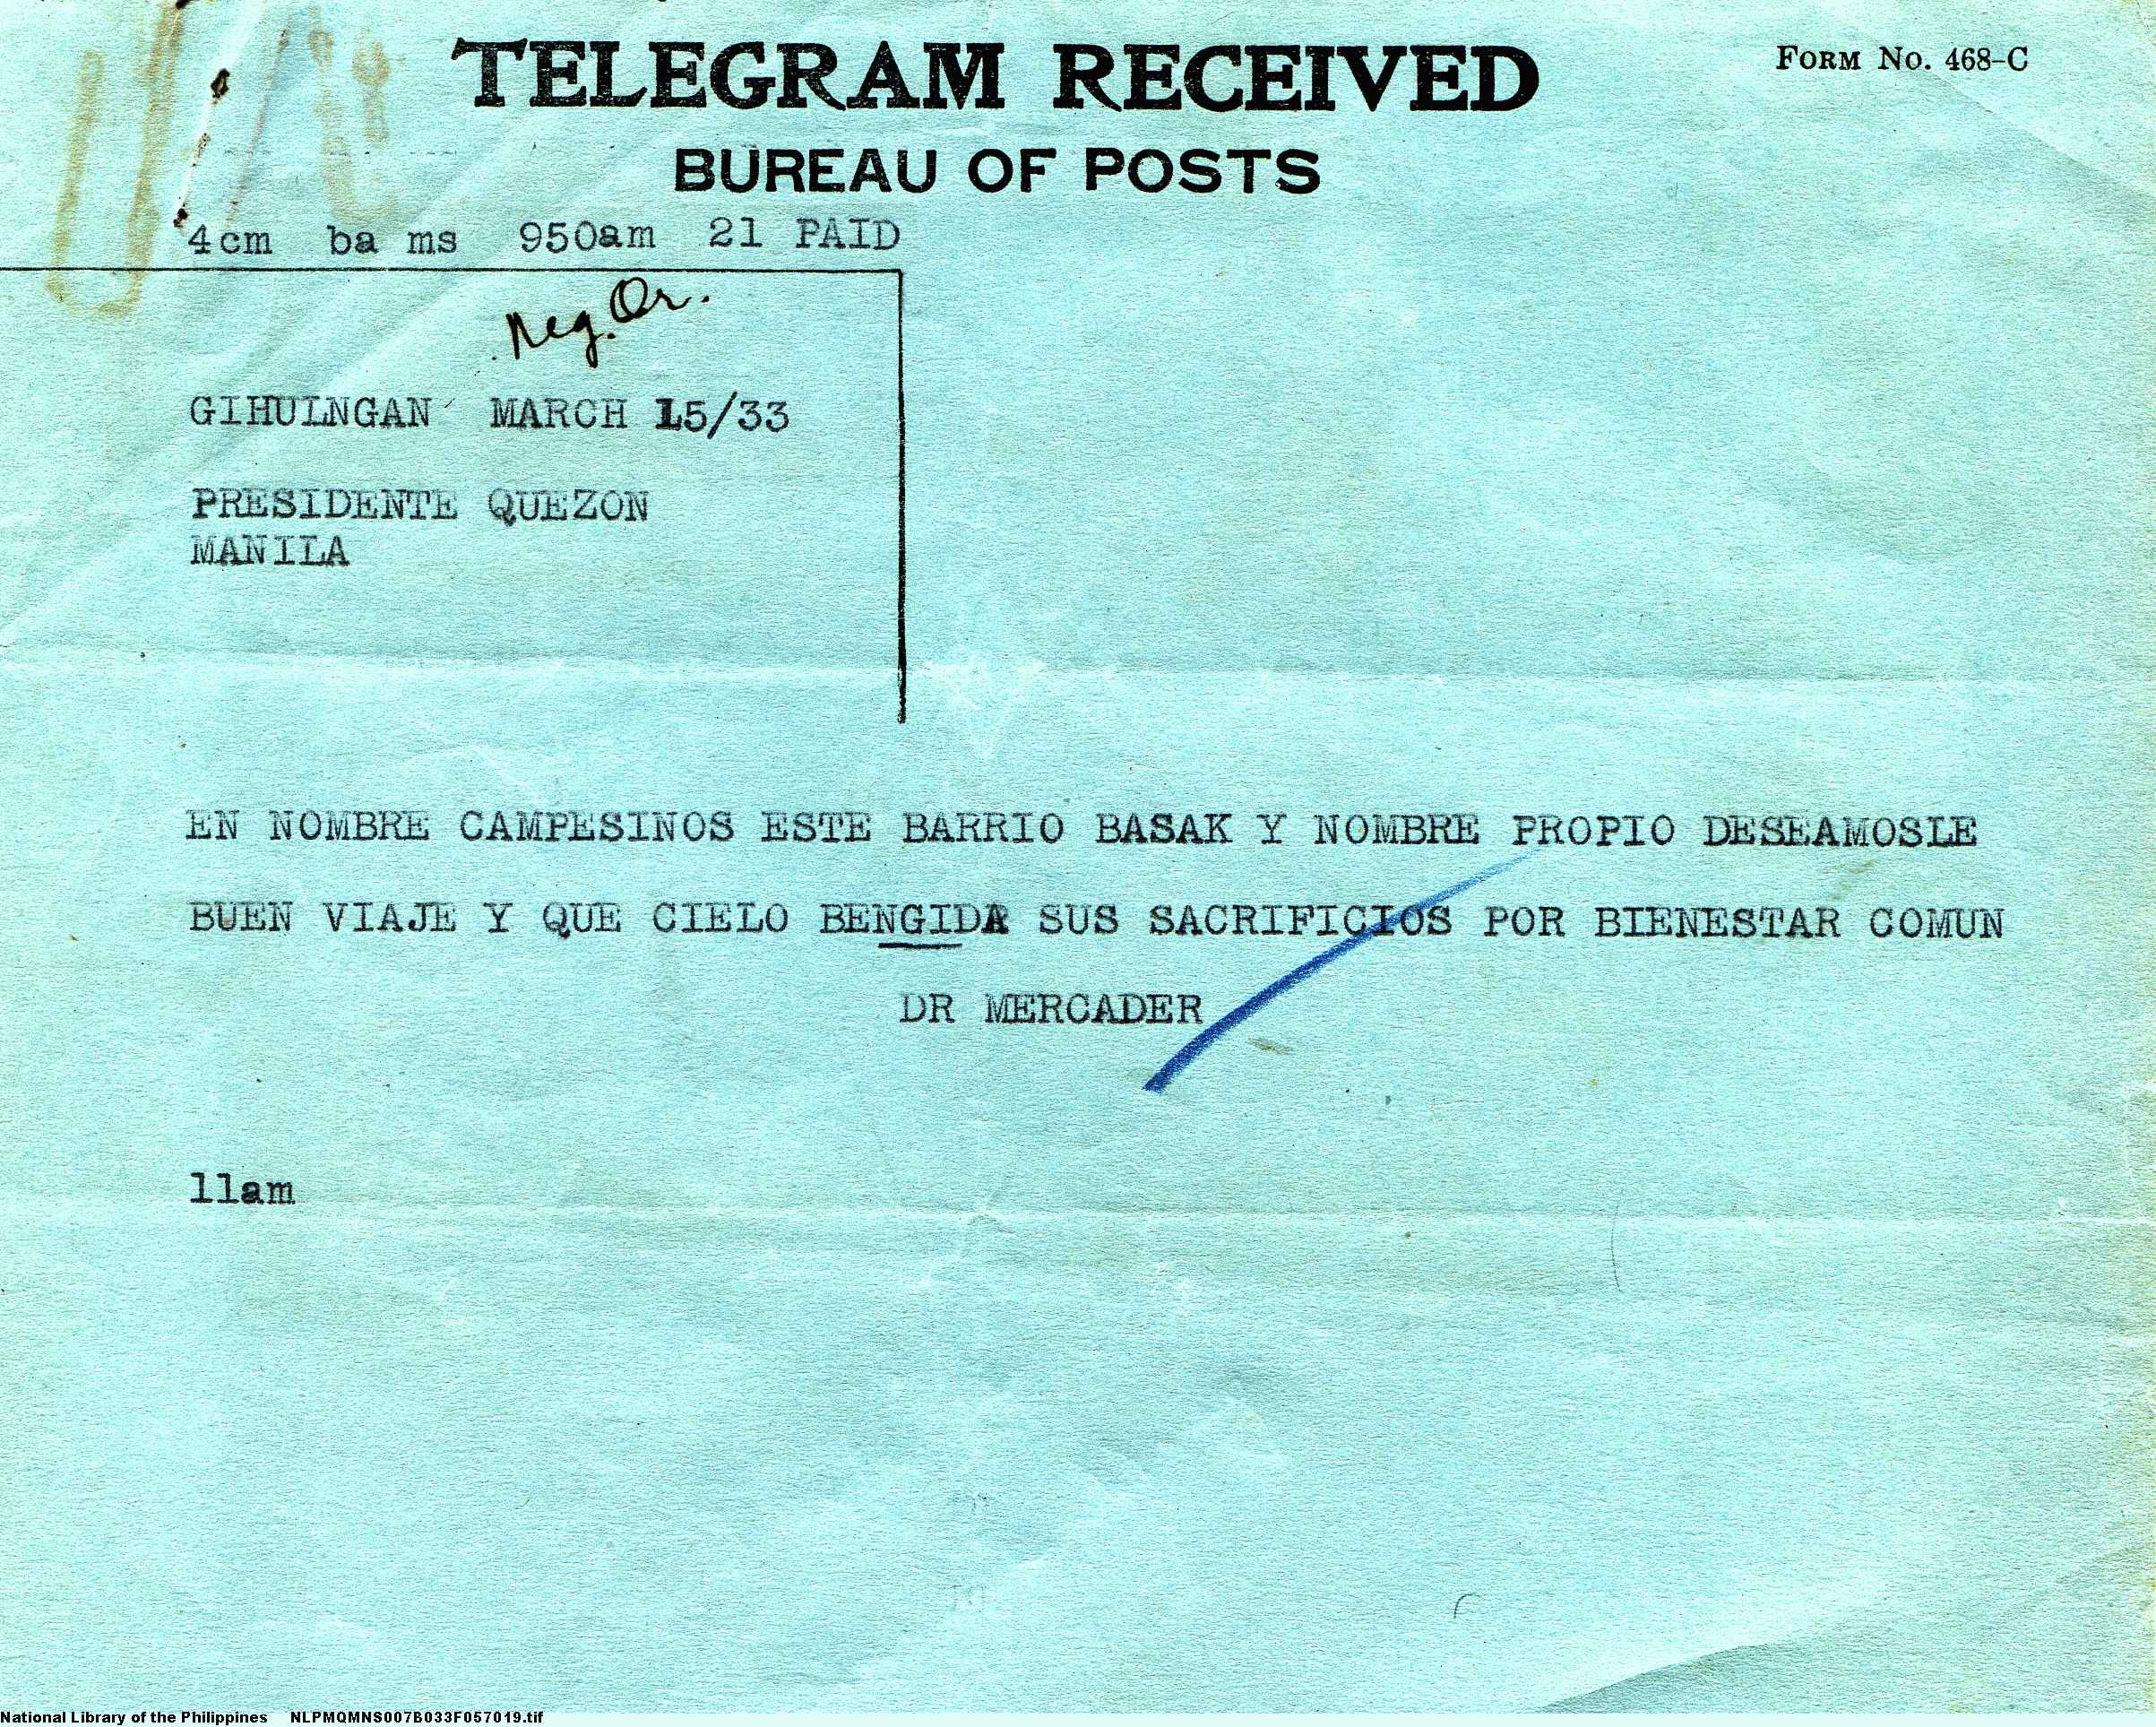 TELEGRAM RECEIVED
FORM NO. 468-C
BUREAU OF POSTS
4cm ba ms 950am 21 PAID
Neg. Or.
GIHULNGAN MARCH 15/33
PRESIDENTE QUEZON
MANILA
EN NOMBRE CAMPESINOS ESTE BARRIO BASAK Y NOMBRE PROPIO DESEAMOSLE
BUEN VIAJE Y QUE CIELO BENGIDA SUS SACRIFICIOS POR BIENESTAR COMUN
DR MERCADER
11am
National Library of the Philippines NLPMQMNS007B033F057019.tif